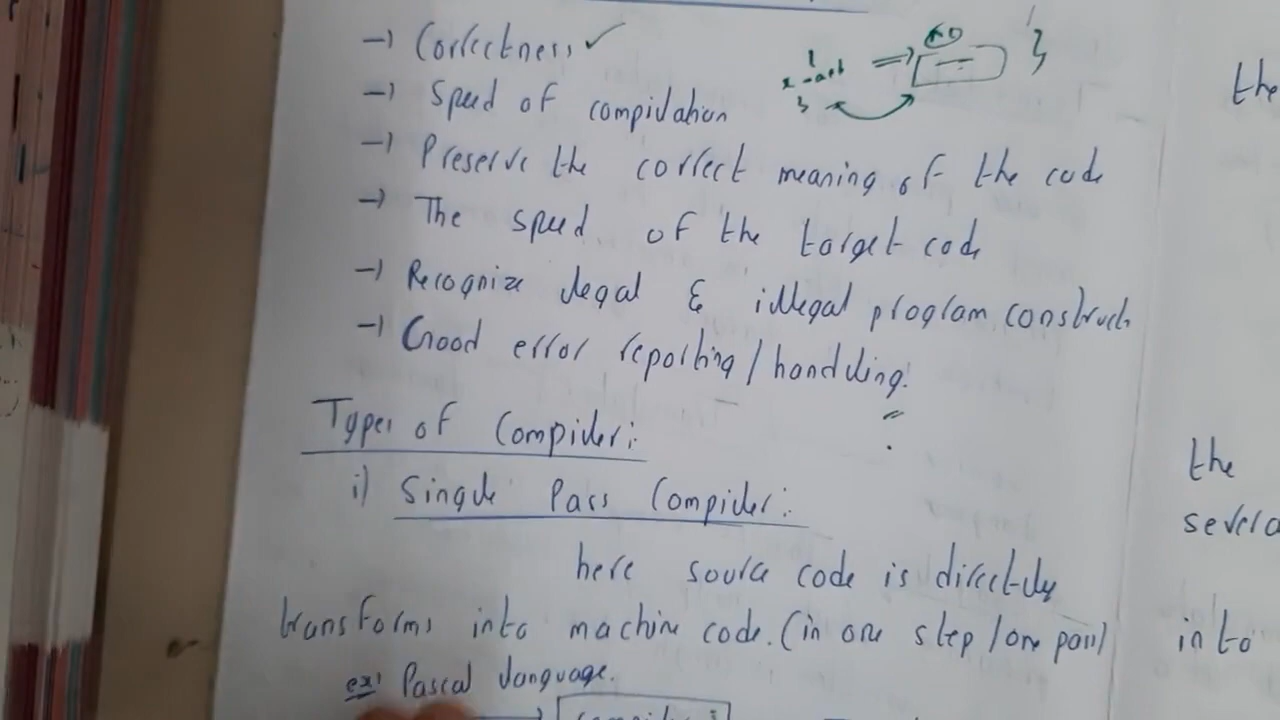 → Correctness ✓
→ Speed of compilation
→ Preserve the correct meaning of the code
→ The speed of the target code
→ Recognize legal & illegal program constructs
→ Good error reporting/handling.
Types of Compiler:
i) Single Pass Compiler:
here source code is directly
transforms into machine code. (in one step/one pass)
ex: Pascal language.
the
the
several
into